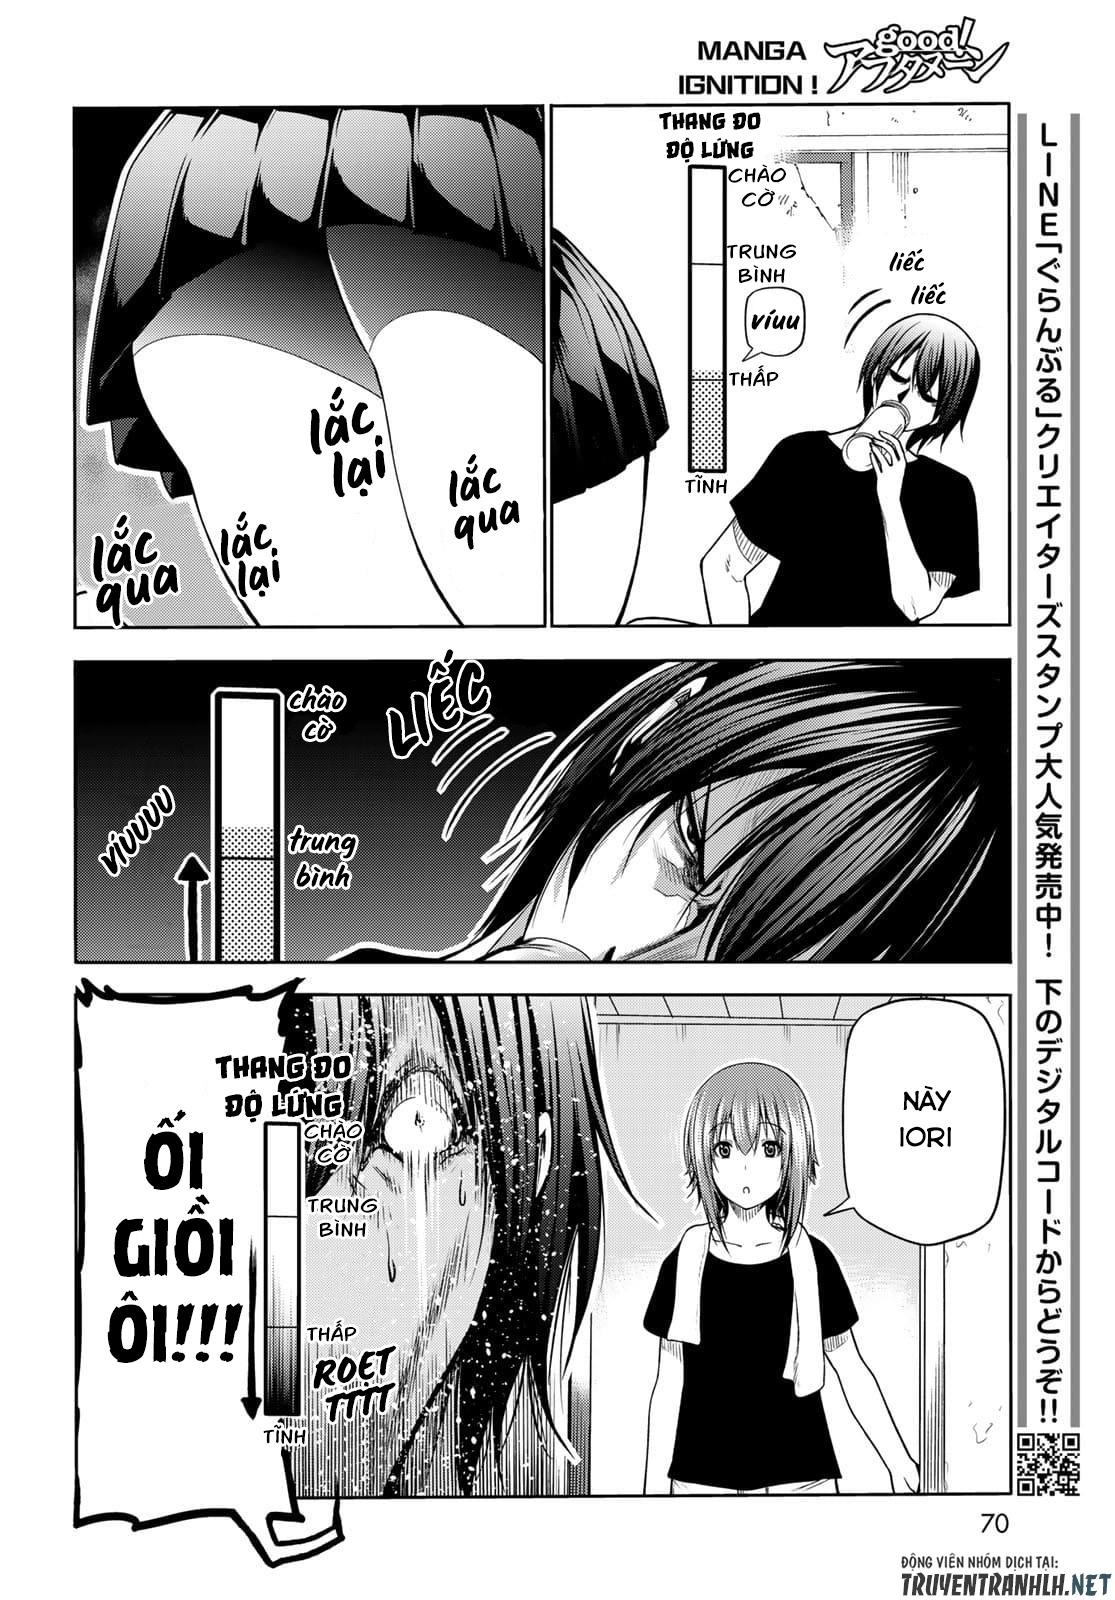 MANGA
IGNITION!
good!
アフタヌーン
THANG ĐO
ĐỘ LỨNG
CHÀO
CỜ
TRUNG
BÌNH
víuu
THẤP
TĨNH
liếc
liếc
lắc
lại
lắc
qua
lắc
lại
lắc
qua
LIẾC
chào
cờ
trung
bình
víuuuu
NÀY
IORI
THANG ĐO
ĐỘ LỨNG
CHÀO
CỜ
TRUNG
BÌNH
THẤP
ROẸT
TTTT
TĨNH
ỐI
GIỒI
ÔI!!!
LINE「ぐらんぶる」クリエイターズスタンプ大人気発売中！ 下のデジタルコードからどうぞ!!
70
ĐỘNG VIÊN NHÓM DỊCH TẠI:
TRUYENTRANHLH.NET